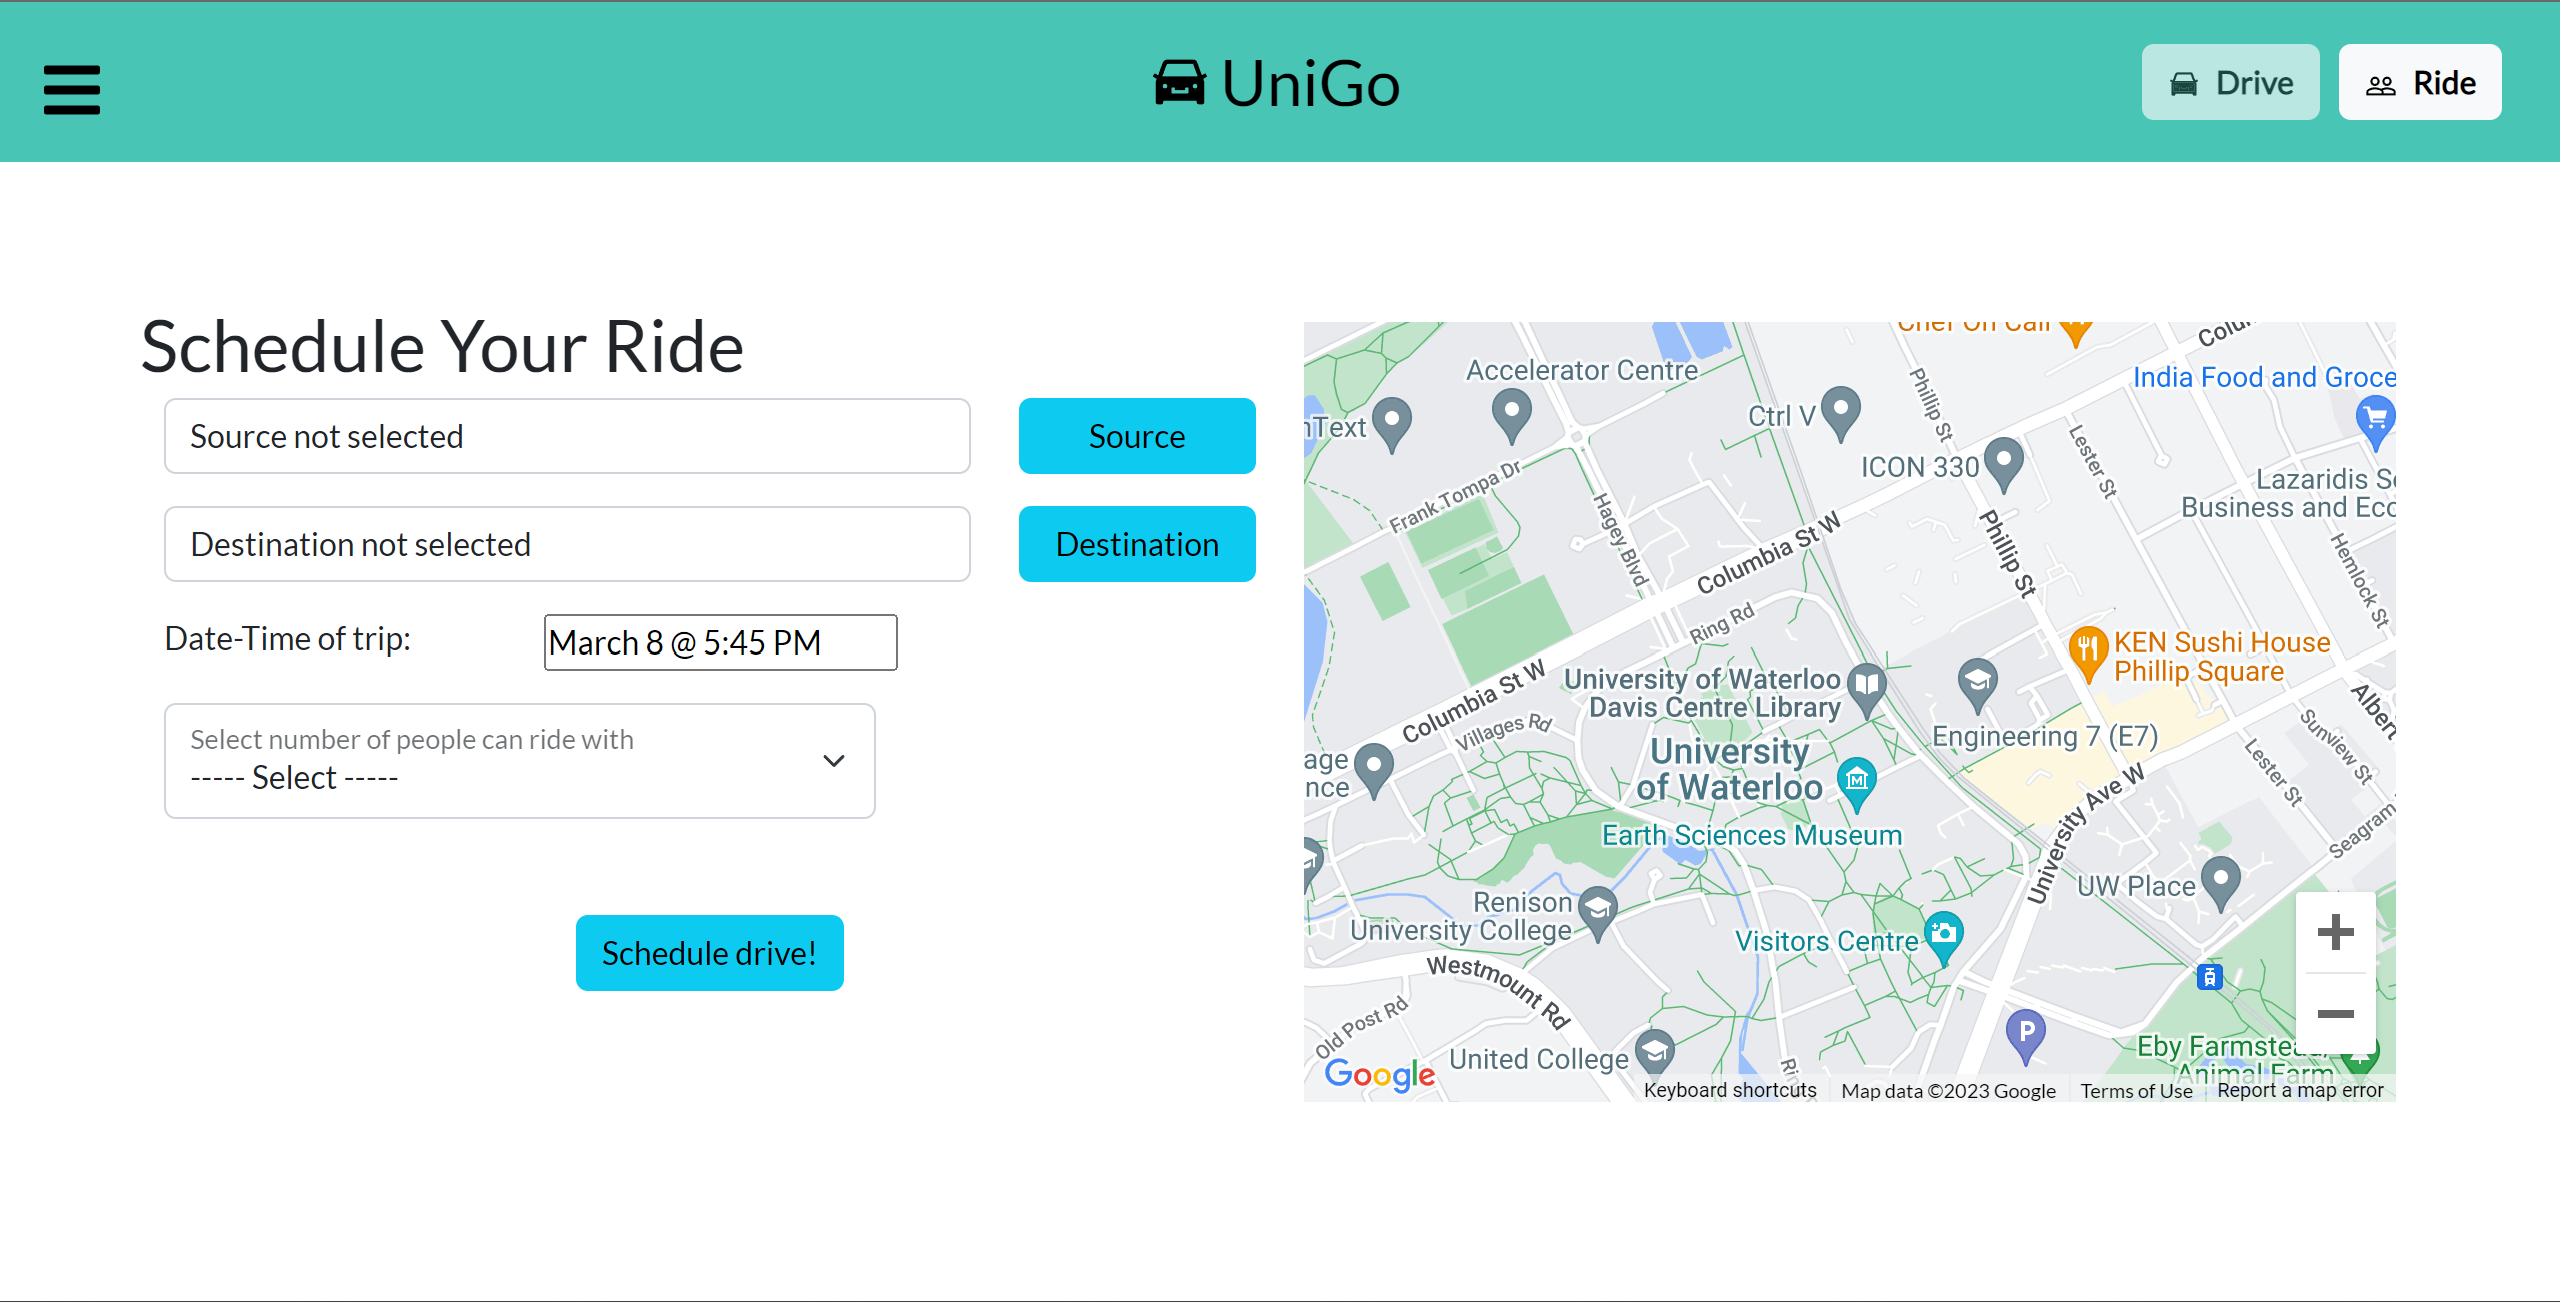 UniGo
Drive
Ride
Schedule Your Ride
Source not selected
Source
Destination not selected
Destination
Date-Time of trip:
March 8 @ 5:45 PM
Select number of people can ride with
----- Select -----
Schedule drive!
Chef On Call
Accelerator Centre
India Food and Groce
Ctrl V
Phillip St
nText
ICON 330
Lester St
Frank Tompa Dr
Hagey Blvd
Lazaridis Sc
Business and Eco
Columbia St W
Phillip St
Hemlock St
Ring Rd
KEN Sushi House
Phillip Square
University of Waterloo
Davis Centre Library
Columbia St W
Villages Rd
Engineering 7 (E7)
Albert
Sunview St
Lester St
University
of Waterloo
age
nce
Earth Sciences Museum
University Ave W
Seagram
UW Place
Renison
University College
Visitors Centre
Westmount Rd
Old Post Rd
P
United College
Eby Farmstead,
Animal Farm
Google
Keyboard shortcuts
Map data ©2023 Google
Terms of Use
Report a map error